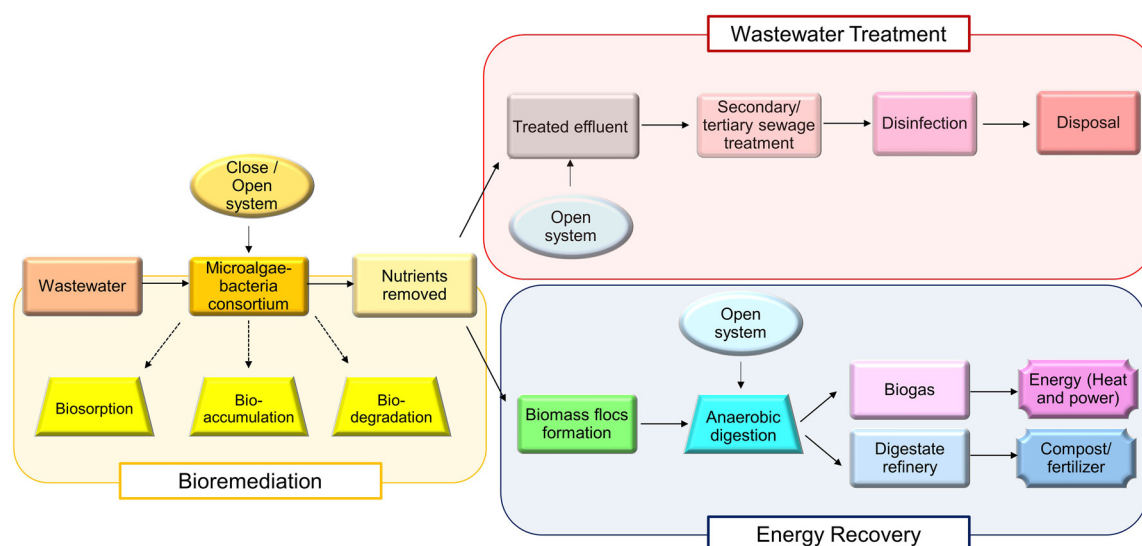 Wastewater Treatment
Treated effluent
Secondary/
tertiary sewage
treatment
Disinfection
Disposal
Open
system
Close /
Open
system
Wastewater
Microalgae-
bacteria
consortium
Nutrients
removed
Biosorption
Bio-
accumulation
Bio-
degradation
Bioremediation
Open
system
Biomass flocs
formation
Anaerobic
digestion
Biogas
Energy (Heat
and power)
Digestate
refinery
Compost/
fertilizer
Energy Recovery